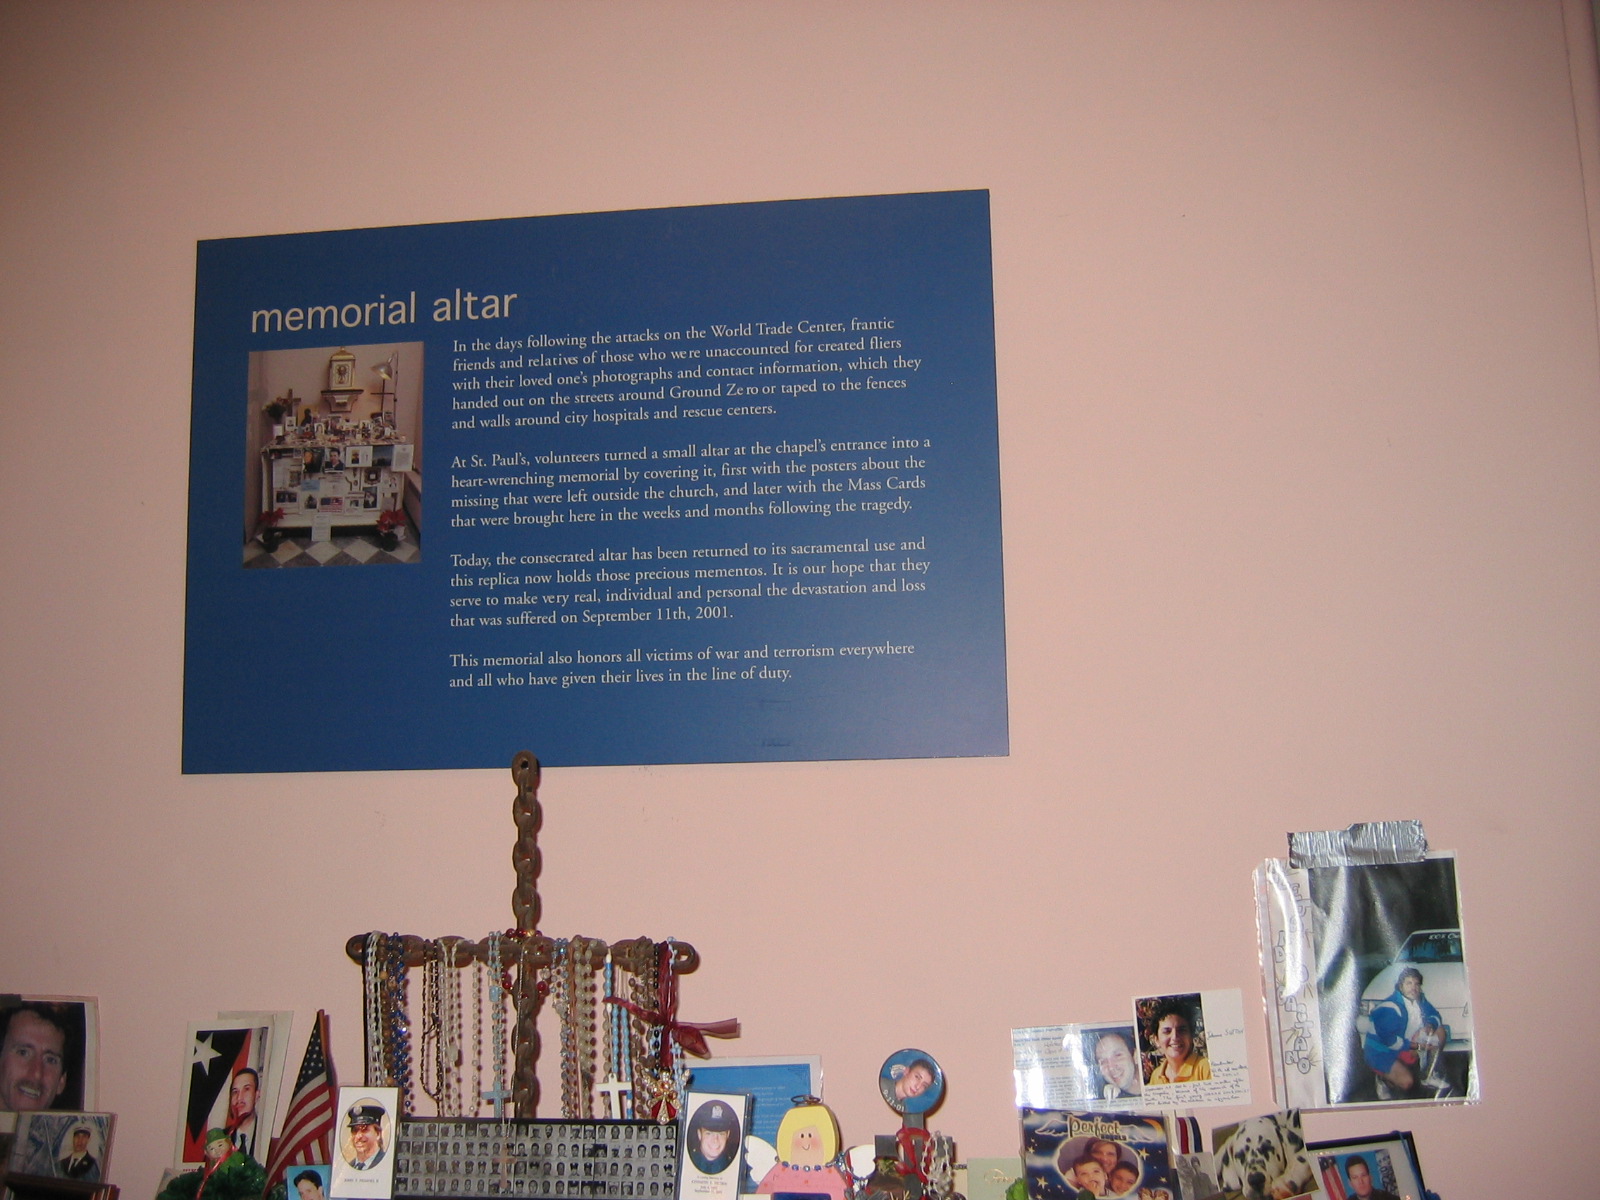 memorial altar
In the days following the attacks on the World Trade Center, frantic
friends and relatives of those who were unaccounted for created fliers
with their loved one's photographs and contact information, which they
handed out on the streets around Ground Zero or taped to the fences
and walls around city hospitals and rescue centers.
At St. Paul's, volunteers turned a small altar at the chapel's entrance into a
heart-wrenching memorial by covering it, first with the posters about the
missing that were left outside the church, and later with the Mass Cards
that were brought here in the weeks and months following the tragedy.
Today, the consecrated altar has been returned to its sacramental use and
this replica now holds those precious mementos. It is our hope that they
serve to make very real, individual and personal the devastation and loss
that was suffered on September 11th, 2001.
This memorial also honors all victims of war and terrorism everywhere
and all who have given their lives in the line of duty.
Perfect